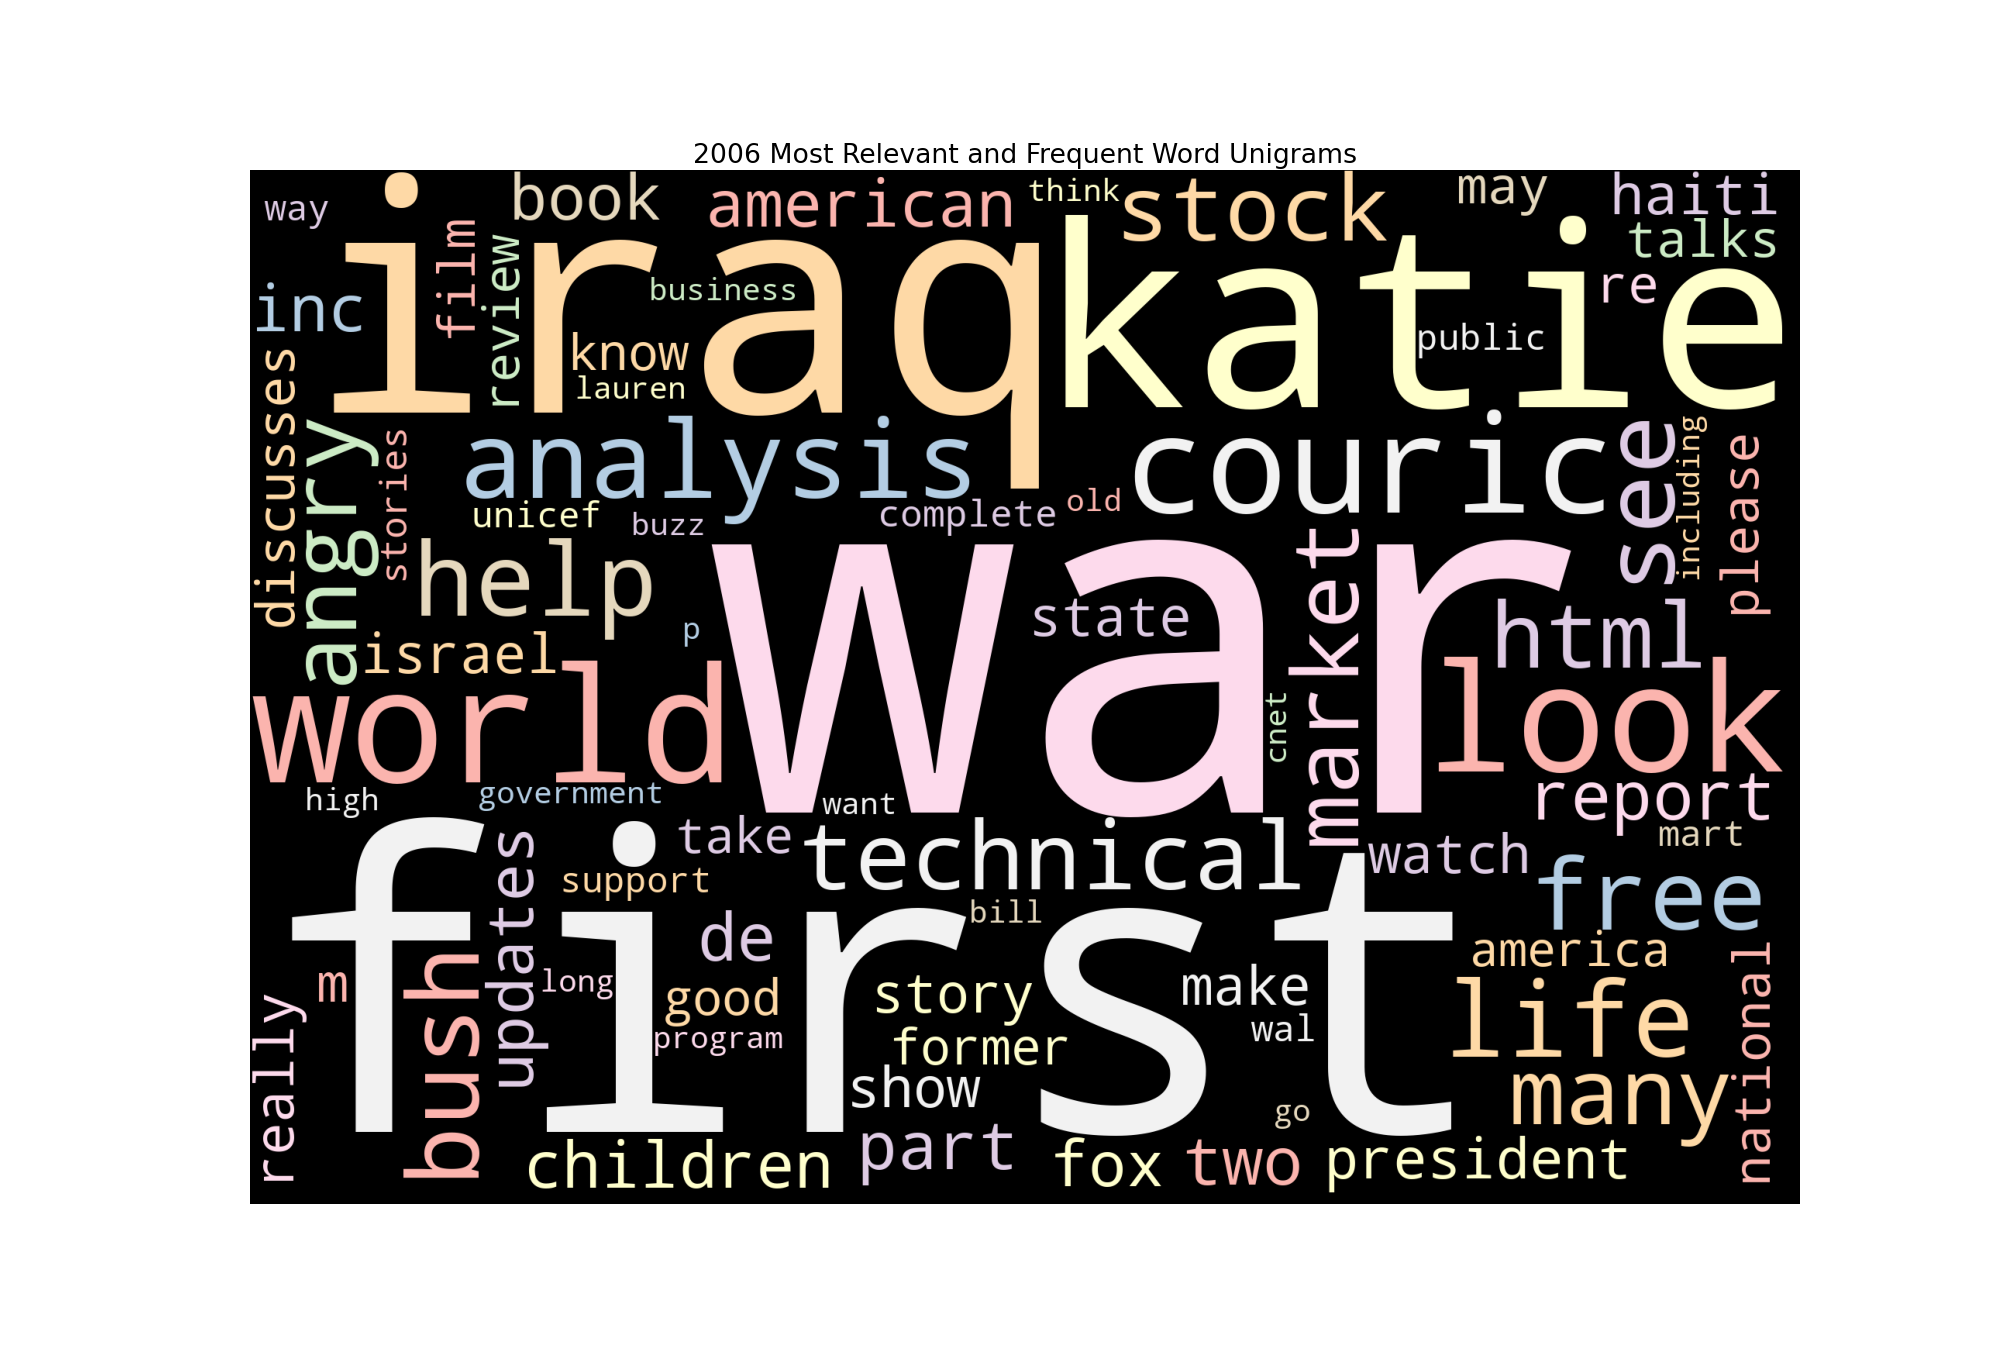 2006 Most Relevant and Frequent Word Unigrams
way
book
american
think
stock
may
haiti
talks
iraq
katie
film
review
inc
business
re
know
public
lauren
discusses
angry
stories
analysis
couric
see
including
please
unicef
buzz
complete
old
help
war
market
state
html
p
israel
world
cnet
look
high
government
want
report
take
technical
watch
mart
first
updates
support
free
bill
de
america
bush
m
long
good
story
make
life
national
really
program
former
wal
show
many
go
children
part
fox
two
president